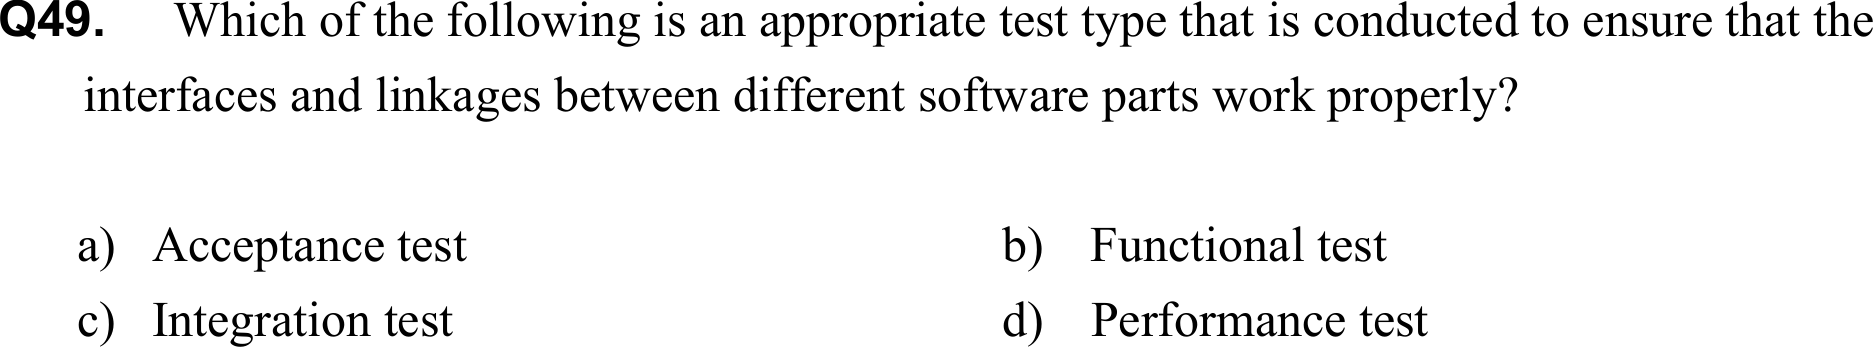 Q49. Which of the following is an appropriate test type that is conducted to ensure that the
interfaces and linkages between different software parts work properly?
a) Acceptance test b) Functional test
c) Integration test d) Performance test